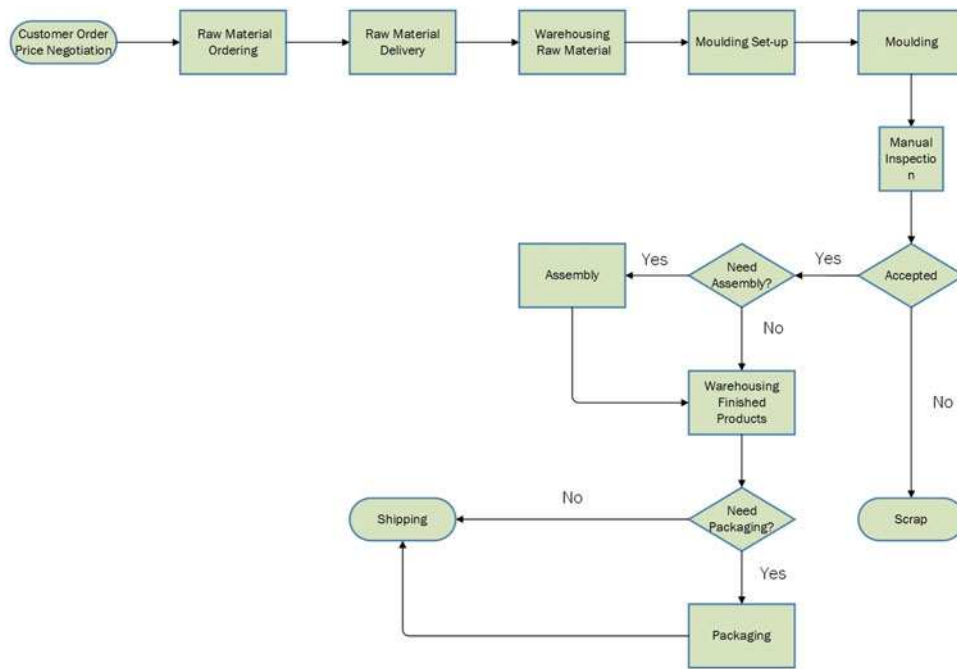 Customer Order
Price Negotiation
Raw Material
Ordering
Raw Material
Delivery
Warehousing
Raw Material
Moulding Set-up
Moulding
Manual
Inspectio
n
Accepted
Yes
Need
Assembly?
Yes
Assembly
No
Warehousing
Finished
Products
No
Need
Packaging?
No
Shipping
Scrap
Yes
Packaging